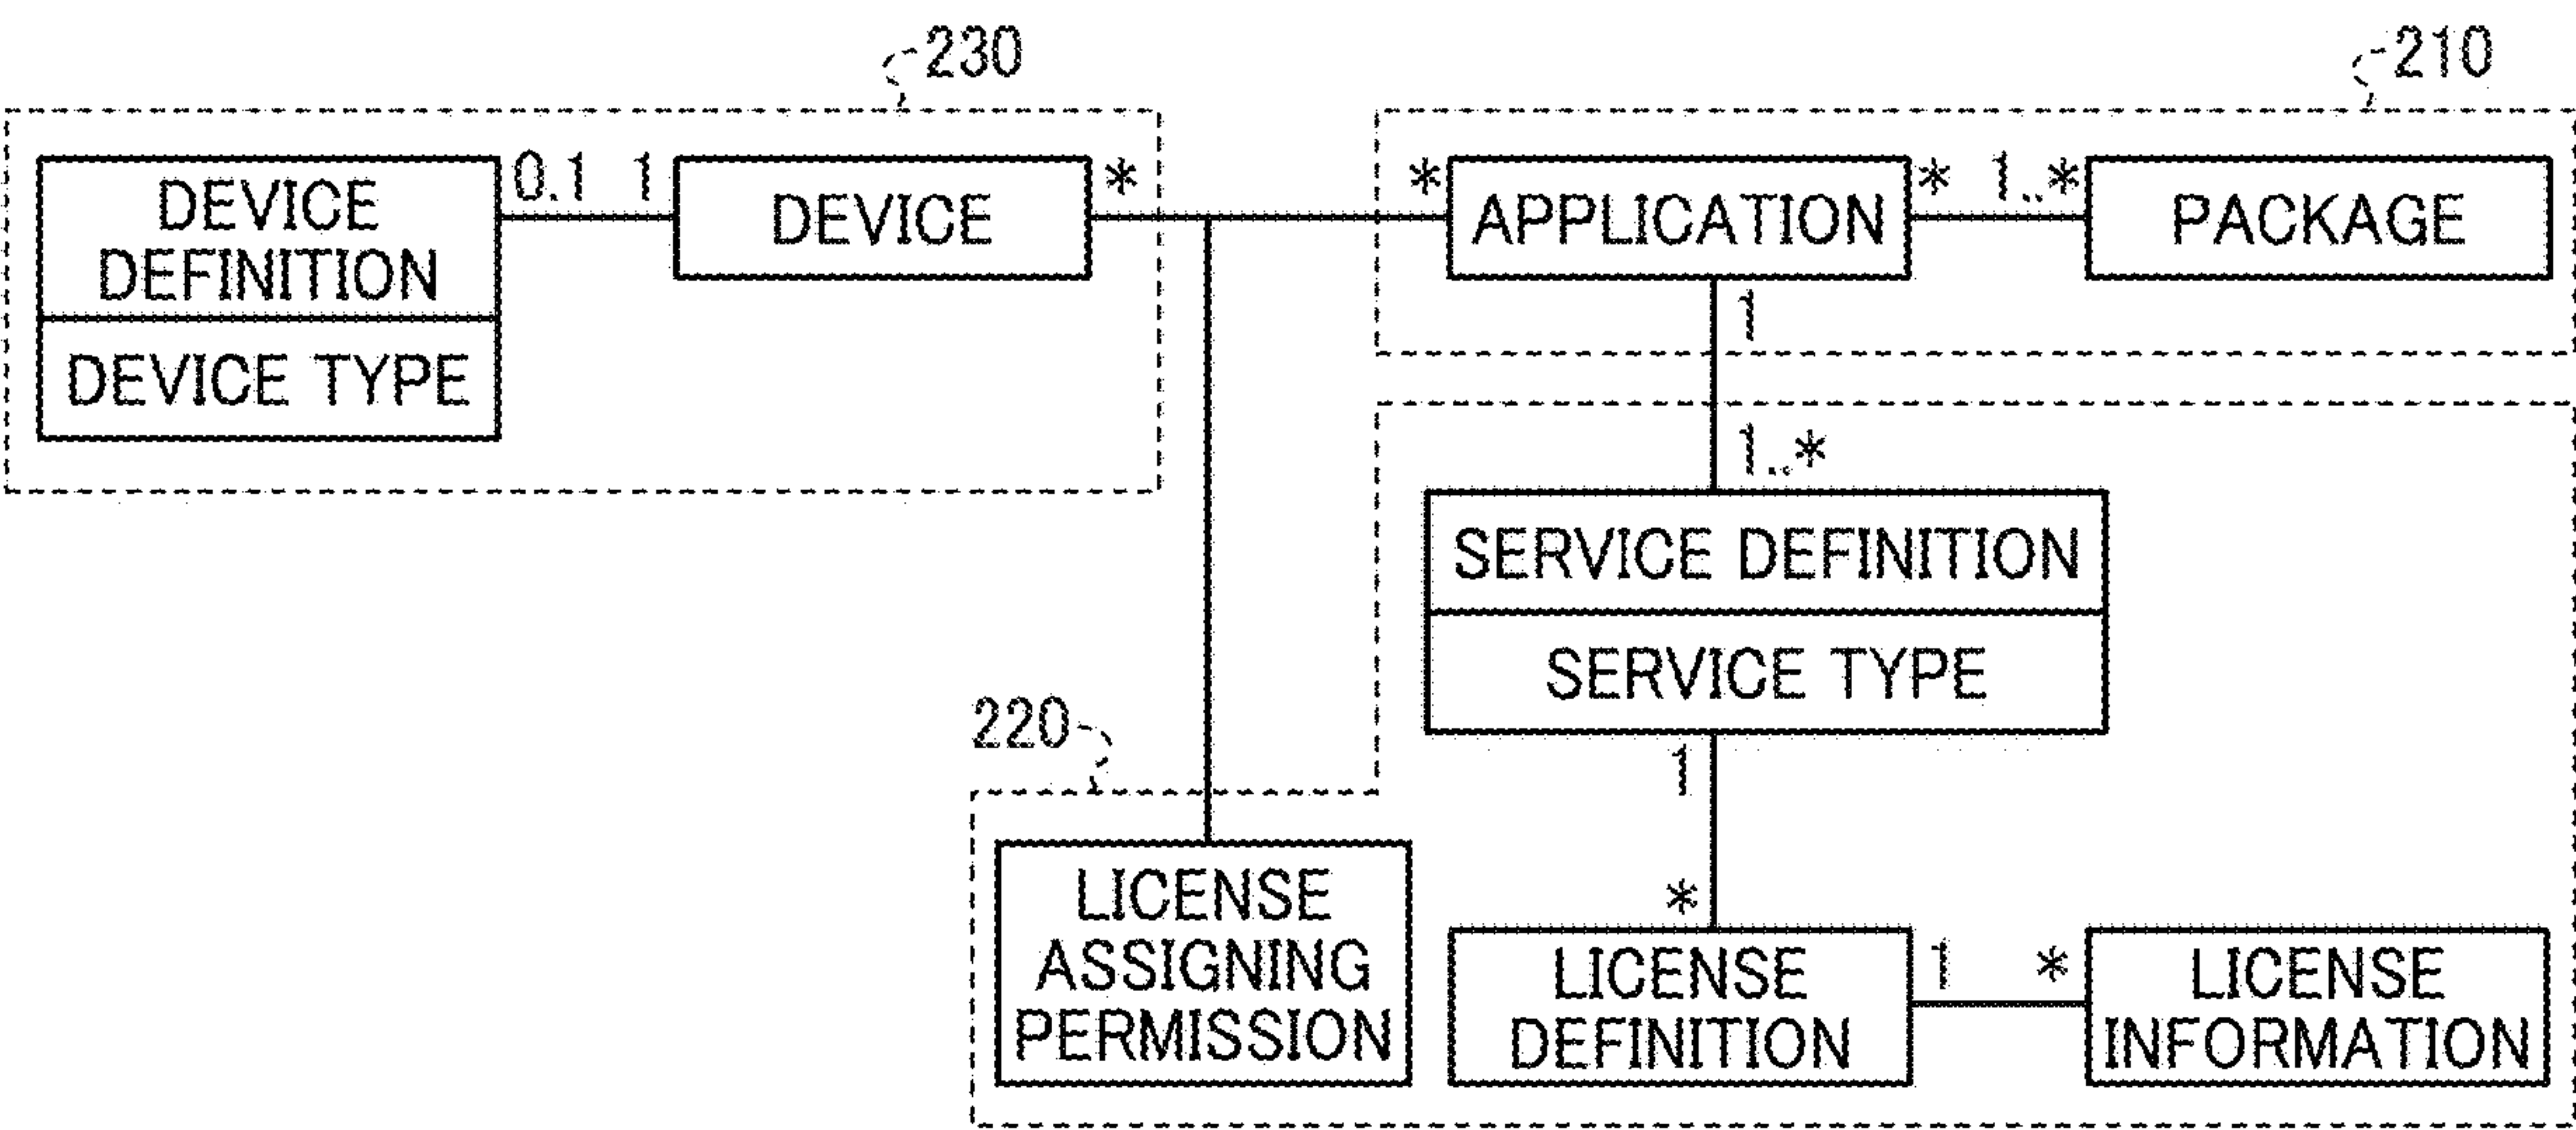 230
210
0.1 1
*
*
*
1..*
DEVICE
DEFINITION
DEVICE TYPE
DEVICE
APPLICATION
PACKAGE
1
1..*
SERVICE DEFINITION
SERVICE TYPE
220
1
*
LICENSE
ASSIGNING
PERMISSION
LICENSE
DEFINITION
1 *
LICENSE
INFORMATION